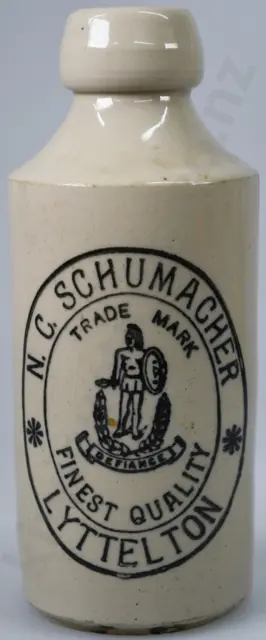 N. C. SCHUMACHER
TRADE MARK
DEFIANCE
FINEST QUALITY
LYTTELTON